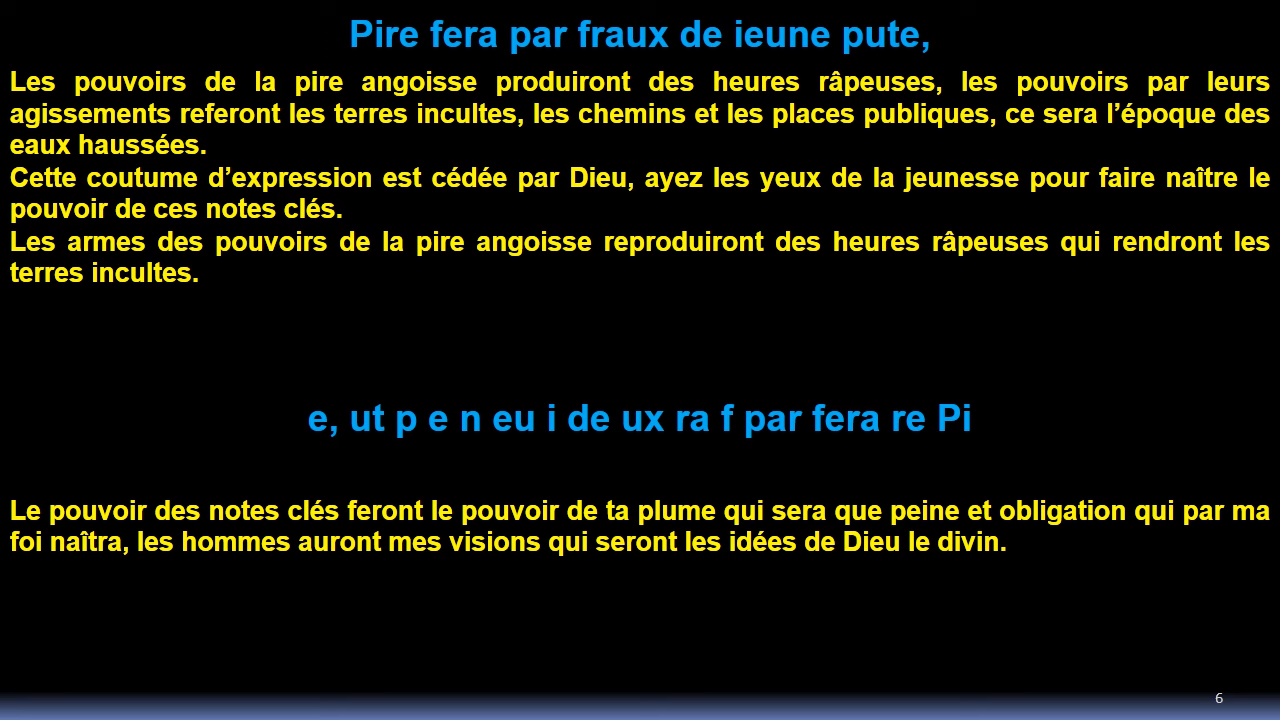 Pire fera par fraux de ieune pute,
Les pouvoirs de la pire angoisse produiront des heures râpeuses, les pouvoirs par leurs
agissements referont les terres incultes, les chemins et les places publiques, ce sera l’époque des
eaux haussées.
Cette coutume d’expression est cédée par Dieu, ayez les yeux de la jeunesse pour faire naître le
pouvoir de ces notes clés.
Les armes des pouvoirs de la pire angoisse reproduiront des heures râpeuses qui rendront les
terres incultes.
e, ut p e n eu i de ux ra f par fera re Pi
Le pouvoir des notes clés feront le pouvoir de ta plume qui sera que peine et obligation qui par ma
foi naîtra, les hommes auront mes visions qui seront les idées de Dieu le divin.
6